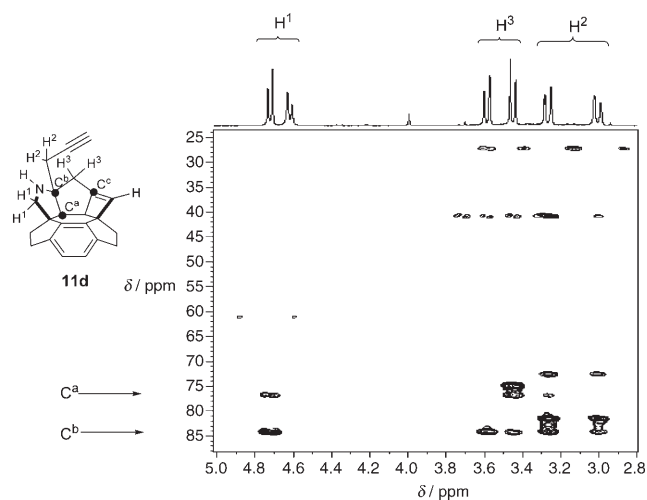 H¹ H³ H²
H²
H² H³ H³
H N Cᵇ Cᶜ H
H¹ Cᵃ
H¹
11d
δ / ppm
25
30
35
40
45
50
55
60
65
70
75
80
85
Cᵃ
Cᵇ
5.0 4.8 4.6 4.4 4.2 4.0 3.8 3.6 3.4 3.2 3.0 2.8
δ / ppm